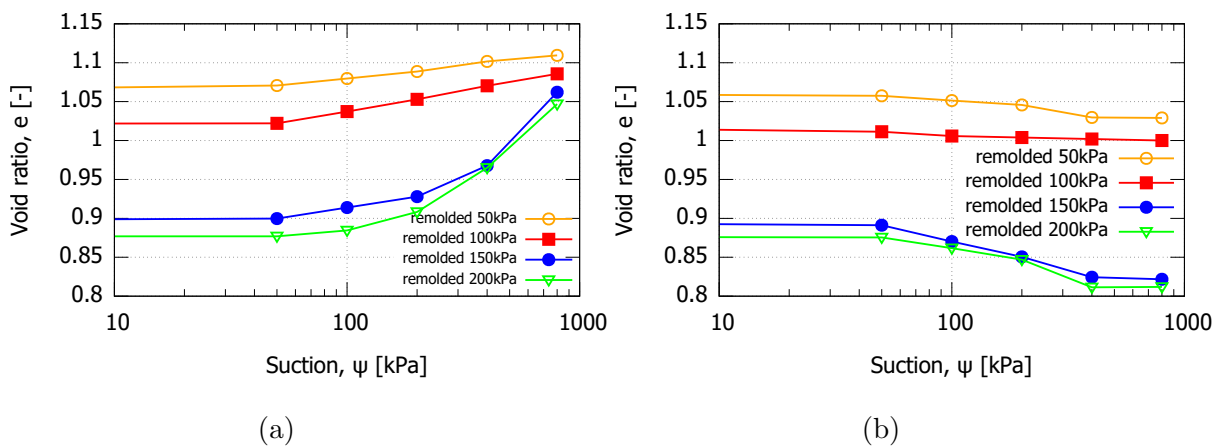 1.15
1.1
1.05
1
0.95
0.9
0.85
0.8
Void ratio, e [-]
remolded 50kPa
remolded 100kPa
remolded 150kPa
remolded 200kPa
10
100
1000
Suction, ψ [kPa]
(a)
1.15
1.1
1.05
1
0.95
0.9
0.85
0.8
Void ratio, e [-]
remolded 50kPa
remolded 100kPa
remolded 150kPa
remolded 200kPa
10
100
1000
Suction, ψ [kPa]
(b)